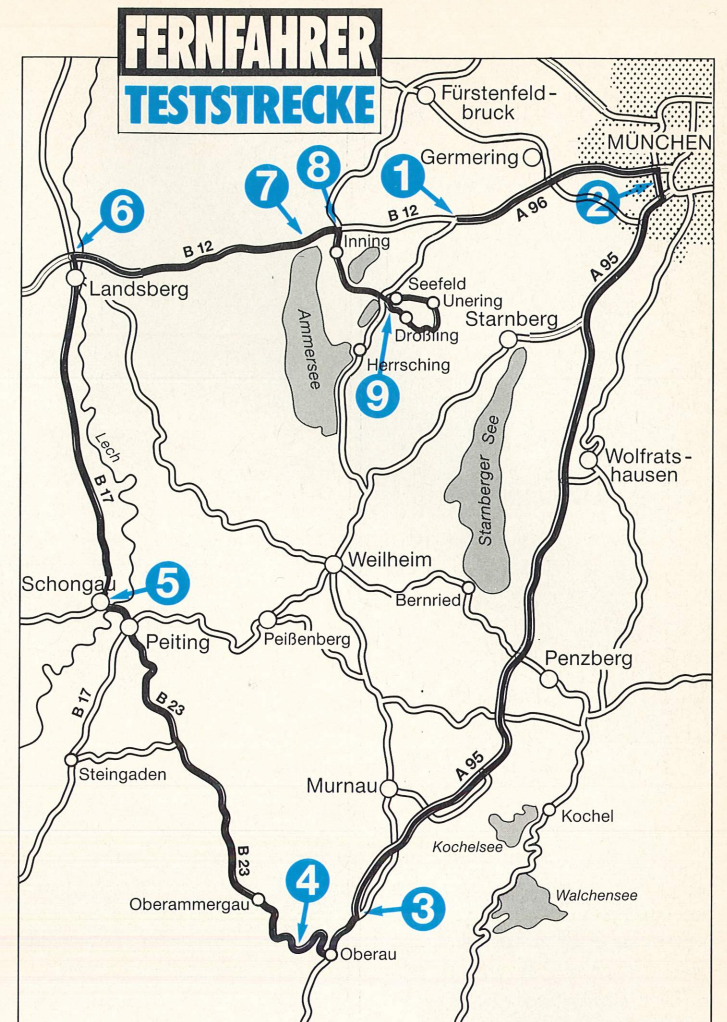 FERNFAHRER
TESTSTRECKE
Fürstenfeld-
bruck
MÜNCHEN
Germering
1
2
8
7
6
B 12
A 96
Inning
B 12
A 95
Landsberg
Seefeld
Unering
Starnberg
Drößling
Ammersee
Herrsching
9
Lech
Starnberger See
Wolfrats-
hausen
B 17
Weilheim
Schongau
5
Bernried
Peiting
Peißenberg
Penzberg
B 17
B 23
Steingaden
A 95
Murnau
Kochel
Kochelsee
B 23
4
Walchensee
Oberammergau
3
Oberau